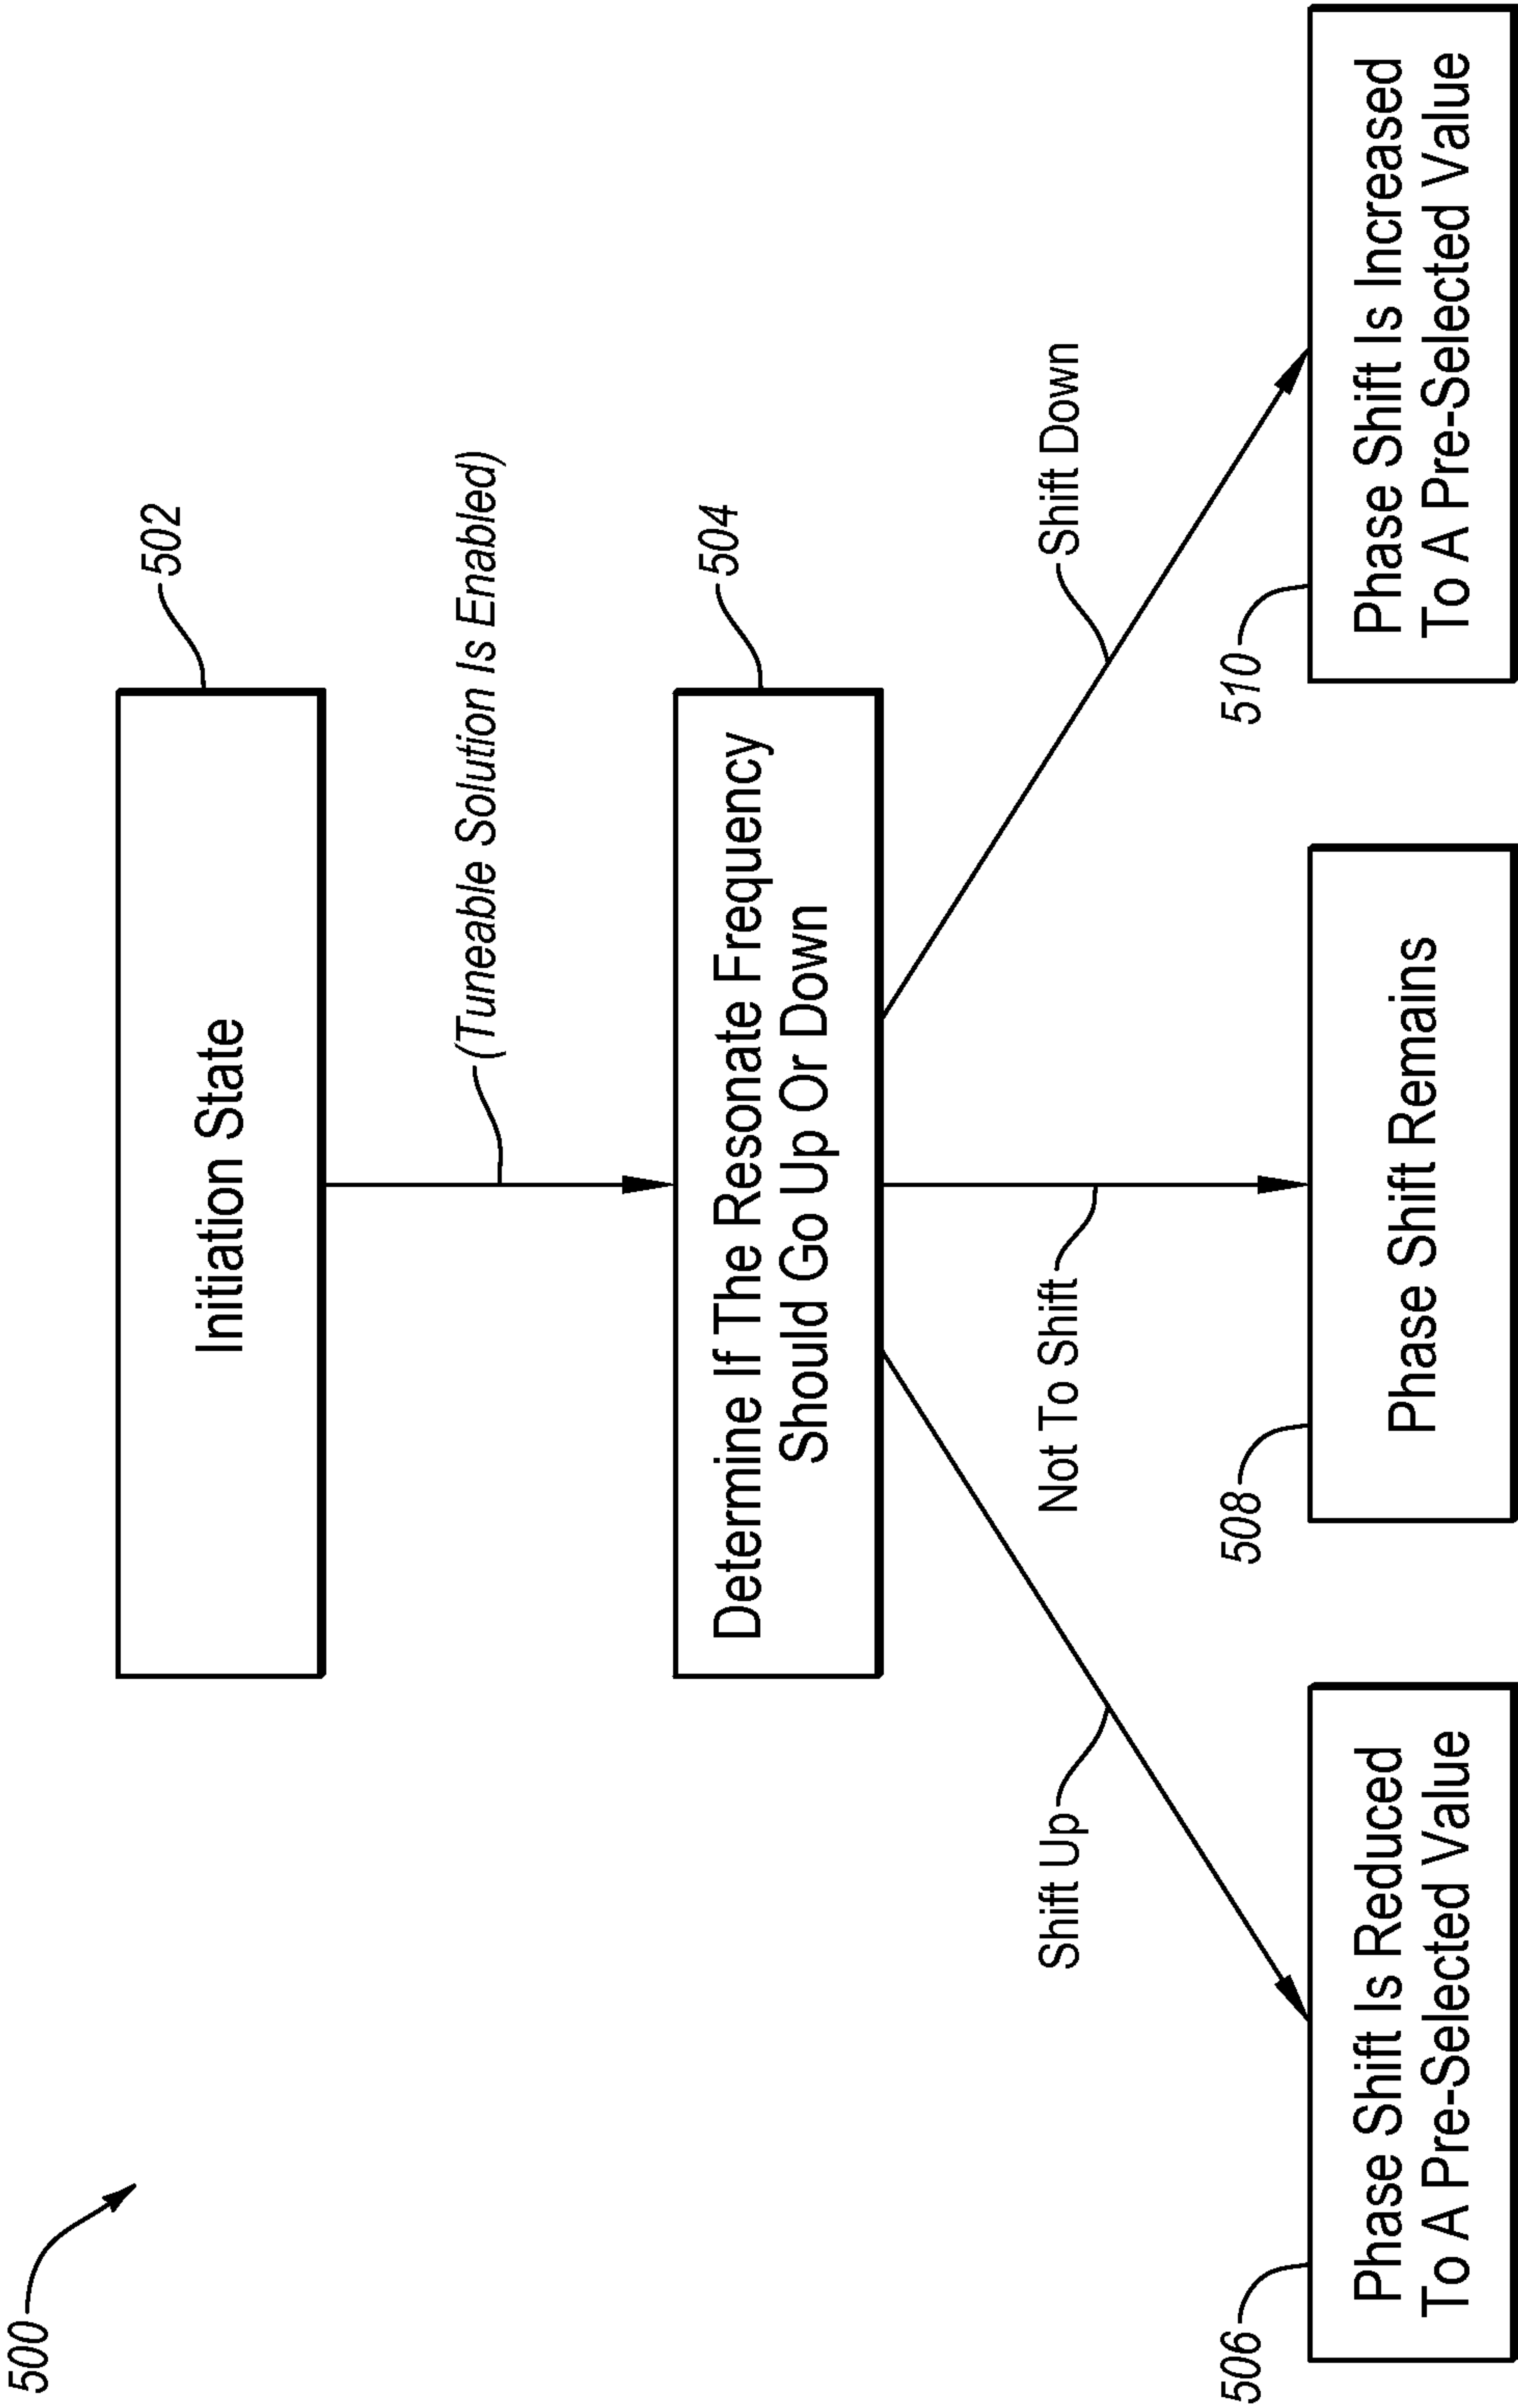 500
Initiation State
502
(Tuneable Solution Is Enabled)
Determine If The Resonate Frequency
Should Go Up Or Down
504
Shift Up
Not To Shift
Shift Down
506
Phase Shift Is Reduced
To A Pre-Selected Value
508
Phase Shift Remains
510
Phase Shift Is Increased
To A Pre-Selected Value